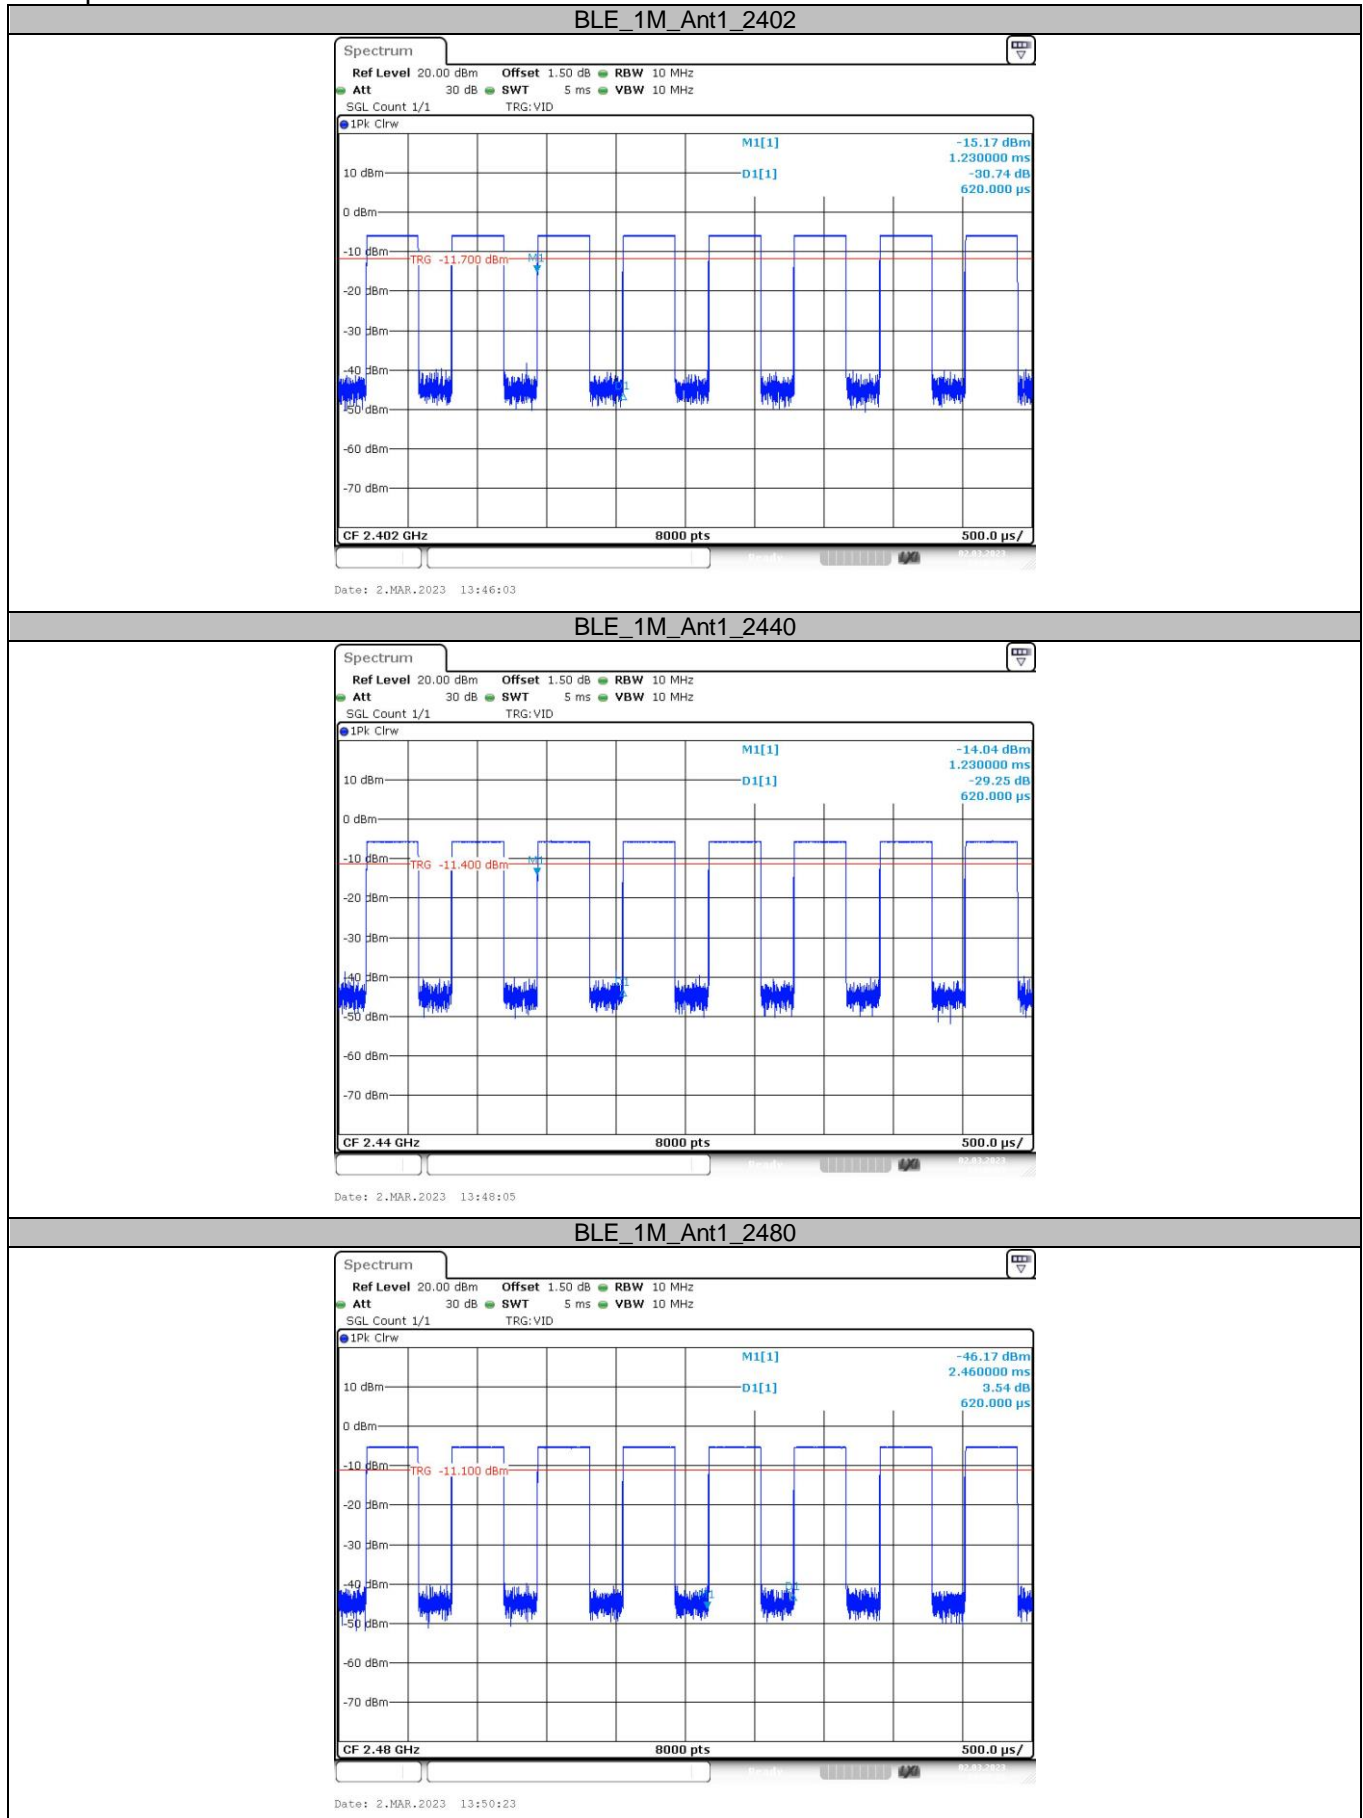 BLE_1M_Ant1_2402
Spectrum
Ref Level 20.00 dBm Offset 1.50 dB RBW 10 MHz
Att 30 dB SWT 5 ms VBW 10 MHz
SGL Count 1/1 TRG:VID
1Pk Clrw
M1[1] -15.17 dBm
1.230000 ms
10 dBm D1[1] -30.74 dB
620.000 µs
0 dBm
-10 dBm
TRG -11.700 dBm M1
-20 dBm
-30 dBm
-40 dBm
-50 dBm
-60 dBm
-70 dBm
CF 2.402 GHz 8000 pts 500.0 µs/
Ready 02.03.2023
Date: 2.MAR.2023 13:46:03
BLE_1M_Ant1_2440
Spectrum
Ref Level 20.00 dBm Offset 1.50 dB RBW 10 MHz
Att 30 dB SWT 5 ms VBW 10 MHz
SGL Count 1/1 TRG:VID
1Pk Clrw
M1[1] -14.04 dBm
1.230000 ms
10 dBm D1[1] -29.25 dB
620.000 µs
0 dBm
-10 dBm
TRG -11.400 dBm M1
-20 dBm
-30 dBm
-40 dBm
-50 dBm
-60 dBm
-70 dBm
CF 2.44 GHz 8000 pts 500.0 µs/
Ready 02.03.2023
Date: 2.MAR.2023 13:48:05
BLE_1M_Ant1_2480
Spectrum
Ref Level 20.00 dBm Offset 1.50 dB RBW 10 MHz
Att 30 dB SWT 5 ms VBW 10 MHz
SGL Count 1/1 TRG:VID
1Pk Clrw
M1[1] -46.17 dBm
2.460000 ms
10 dBm D1[1] 3.54 dB
620.000 µs
0 dBm
-10 dBm
TRG -11.100 dBm
-20 dBm
-30 dBm
-40 dBm
-50 dBm
-60 dBm
-70 dBm
CF 2.48 GHz 8000 pts 500.0 µs/
Ready 02.03.2023
Date: 2.MAR.2023 13:50:23